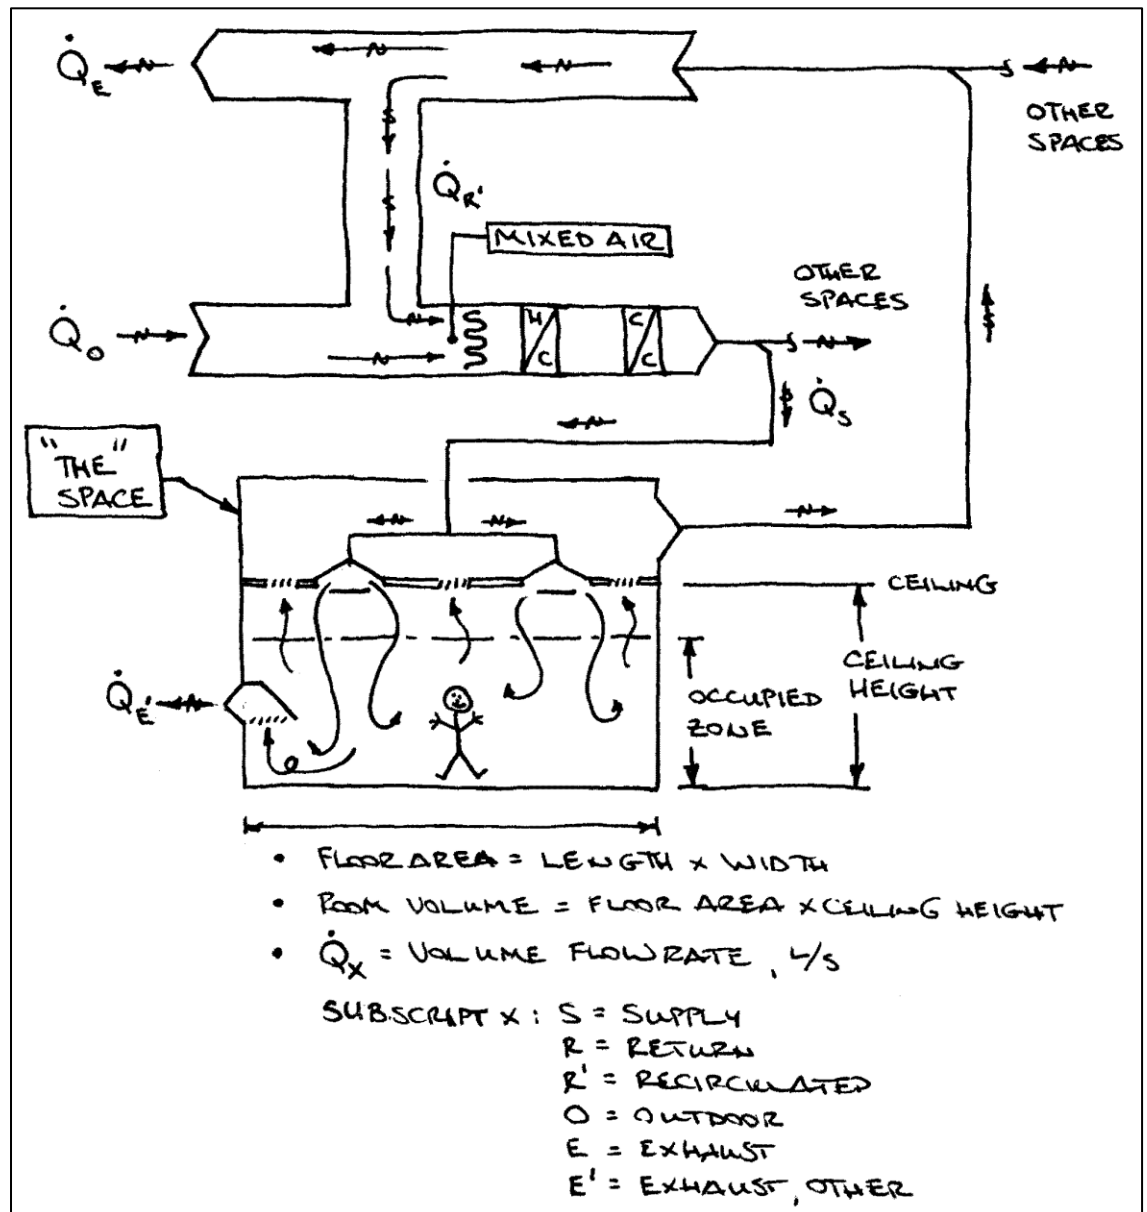 Q̇E
OTHER
SPACES
Q̇R'
MIXED AIR
OTHER
SPACES
Q̇O
H
C
C
C
Q̇S
"THE"
SPACE
CEILING
CEILING
HEIGHT
OCCUPIED
ZONE
Q̇E'
• FLOOR AREA = LENGTH x WIDTH
• ROOM VOLUME = FLOOR AREA x CEILING HEIGHT
• Q̇X = VOLUME FLOWRATE, L/S
SUBSCRIPT X: S = SUPPLY
R = RETURN
R' = RECIRCULATED
O = OUTDOOR
E = EXHAUST
E' = EXHAUST, OTHER